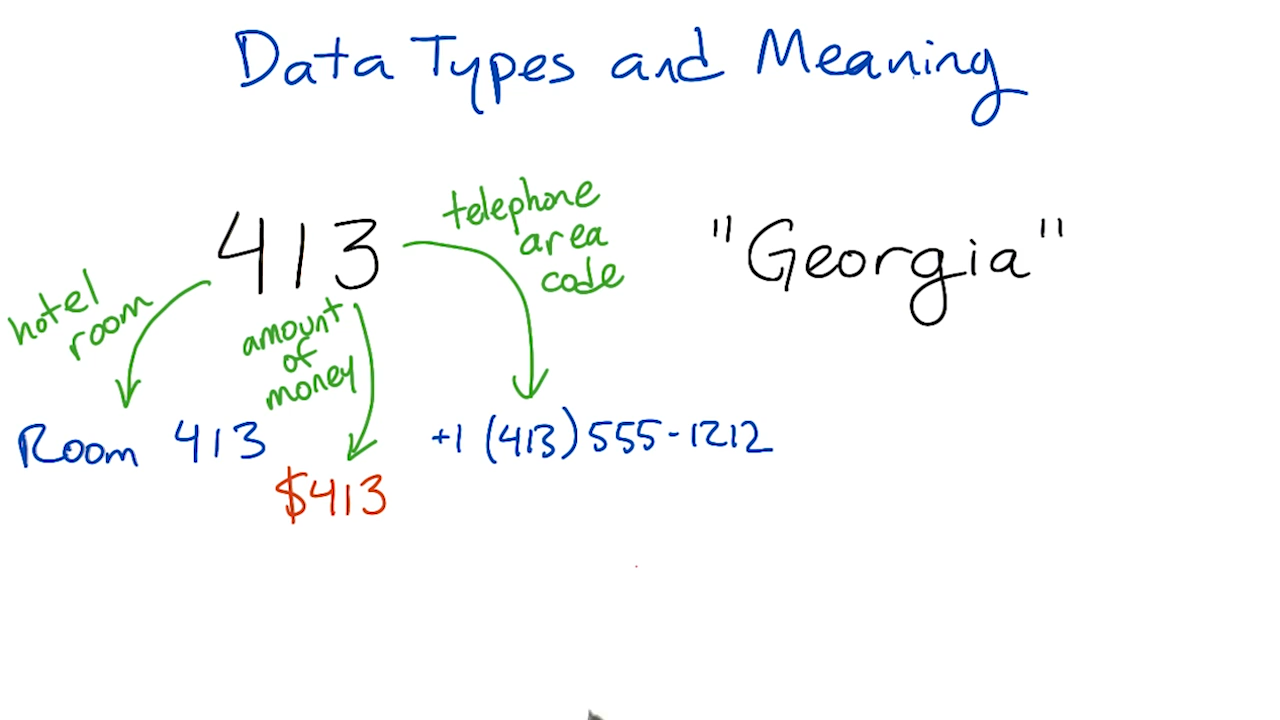 Data Types and Meaning
413
"Georgia"
telephone
area
code
hotel
room
amount
of
money
Room 413
$413
+1 (413) 555-1212